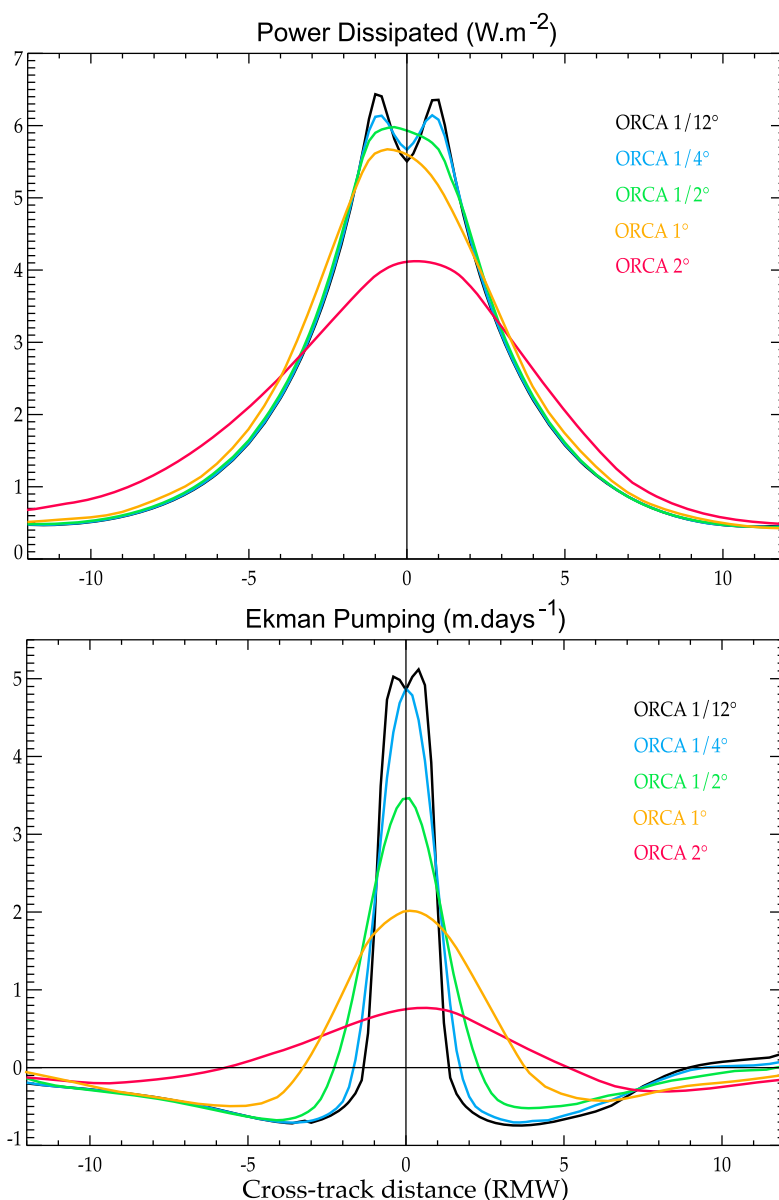 Power Dissipated (W.m-2)
7
6
5
4
3
2
1
0
ORCA 1/12°
ORCA 1/4°
ORCA 1/2°
ORCA 1°
ORCA 2°
-10
-5
0
5
10
Ekman Pumping (m.days-1)
5
4
3
2
1
0
-1
ORCA 1/12°
ORCA 1/4°
ORCA 1/2°
ORCA 1°
ORCA 2°
-10
-5
0
5
10
Cross-track distance (RMW)